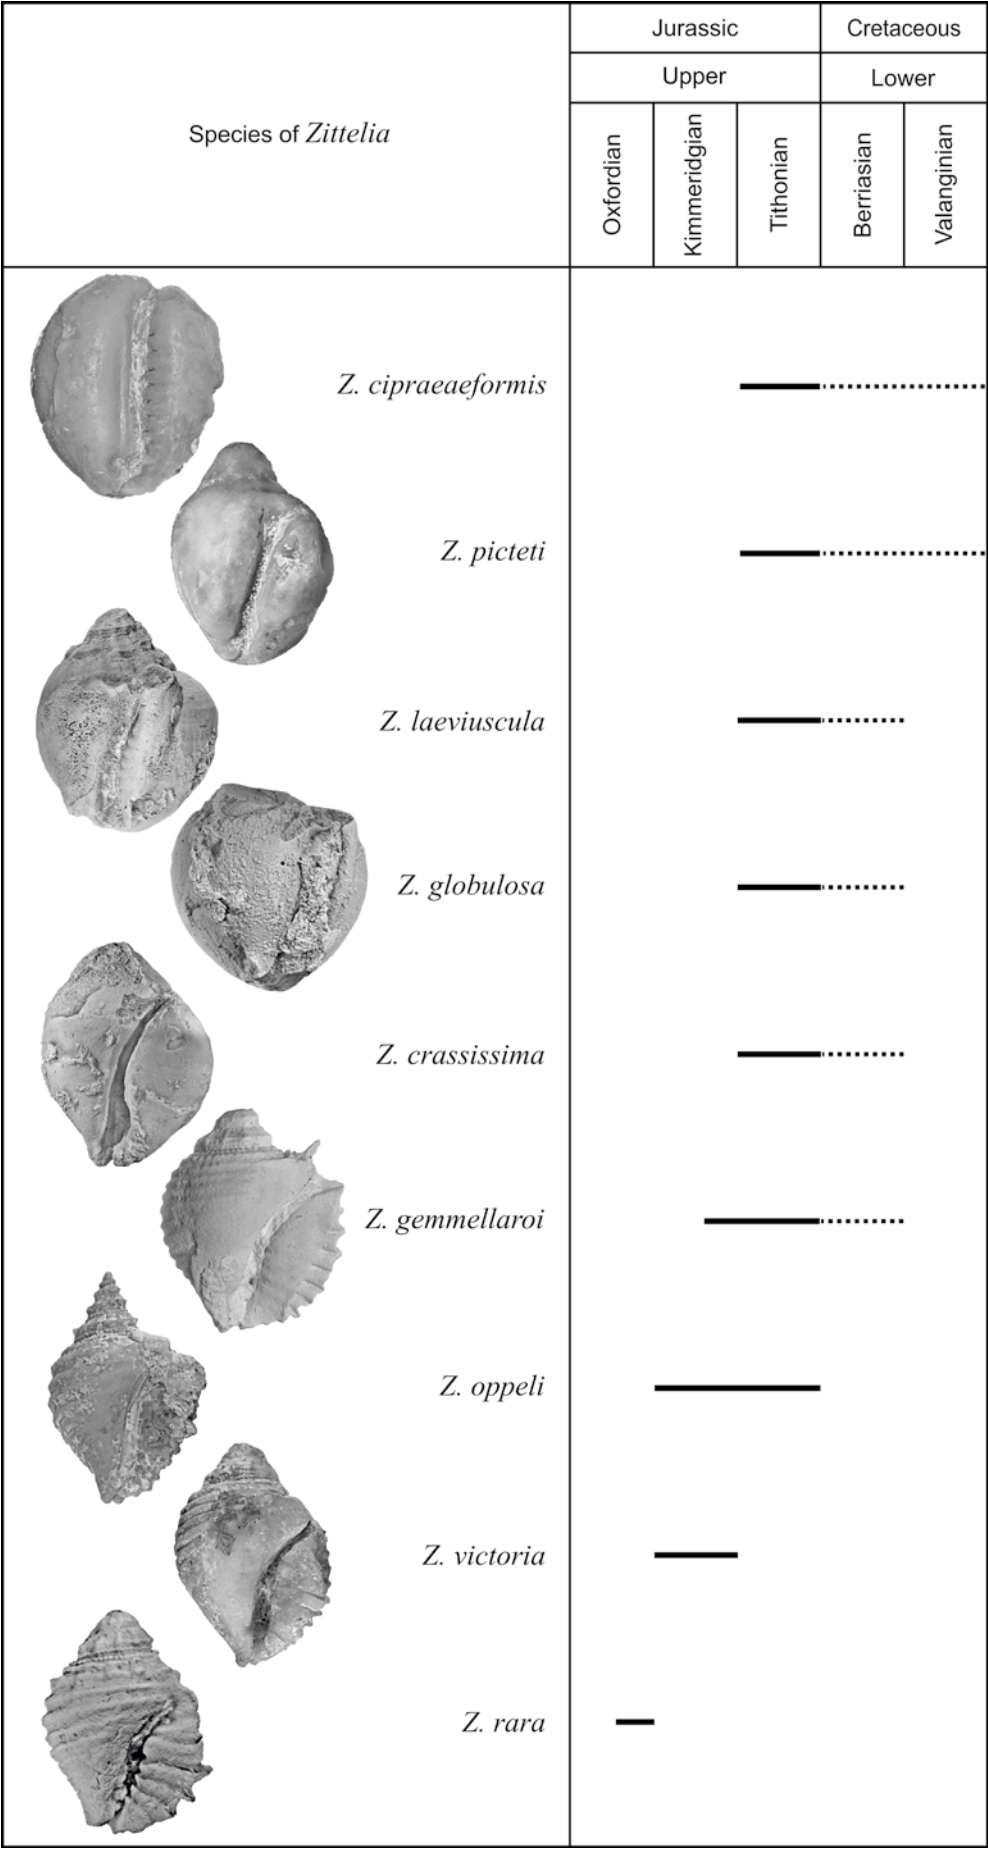 Jurassic
Cretaceous
Upper
Lower
Species of Zittelia
Oxfordian
Kimmeridgian
Tithonian
Berriasian
Valanginian
Z. cipraeaeformis
Z. picteti
Z. laeviuscula
Z. globulosa
Z. crassissima
Z. gemmellaroi
Z. oppeli
Z. victoria
Z. rara